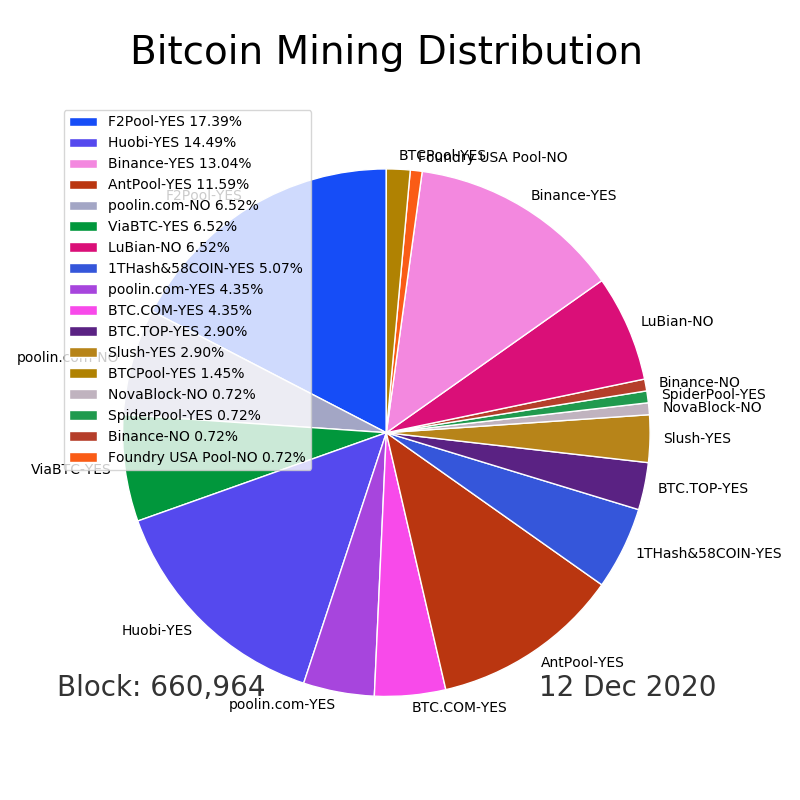 Bitcoin Mining Distribution
F2Pool-YES 17.39%
Huobi-YES 14.49%
Binance-YES 13.04%
AntPool-YES 11.59%
poolin.com-NO 6.52%
ViaBTC-YES 6.52%
LuBian-NO 6.52%
1THash&58COIN-YES 5.07%
poolin.com-YES 4.35%
BTC.COM-YES 4.35%
BTC.TOP-YES 2.90%
Slush-YES 2.90%
BTCPool-YES 1.45%
NovaBlock-NO 0.72%
SpiderPool-YES 0.72%
Binance-NO 0.72%
Foundry USA Pool-NO 0.72%
BTCPool-YES
Foundry USA Pool-NO
Binance-YES
F2Pool-YES
LuBian-NO
poolin.com-NO
Binance-NO
SpiderPool-YES
NovaBlock-NO
Slush-YES
ViaBTC-YES
BTC.TOP-YES
1THash&58COIN-YES
Huobi-YES
AntPool-YES
poolin.com-YES
BTC.COM-YES
Block: 660,964
12 Dec 2020